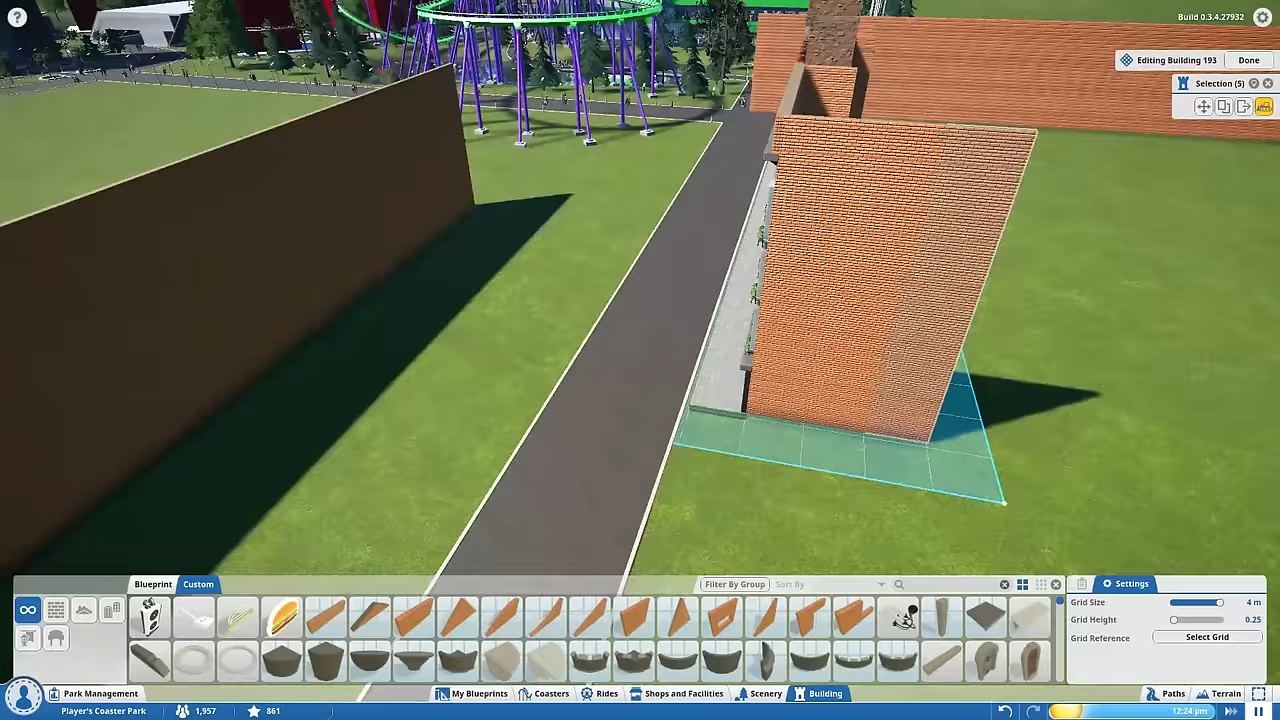 ?
Build 0.3.4.27932
Editing Building 193 Done
Selection (5)
Blueprint Custom Filter By Group Sort By Settings
Grid Size 4 m
Grid Height 0.25
Grid Reference Select Grid
Park Management My Blueprints Coasters Rides Shops and Facilities Scenery Building Paths Terrain
Player's Coaster Park 1,957 861 12:24 pm